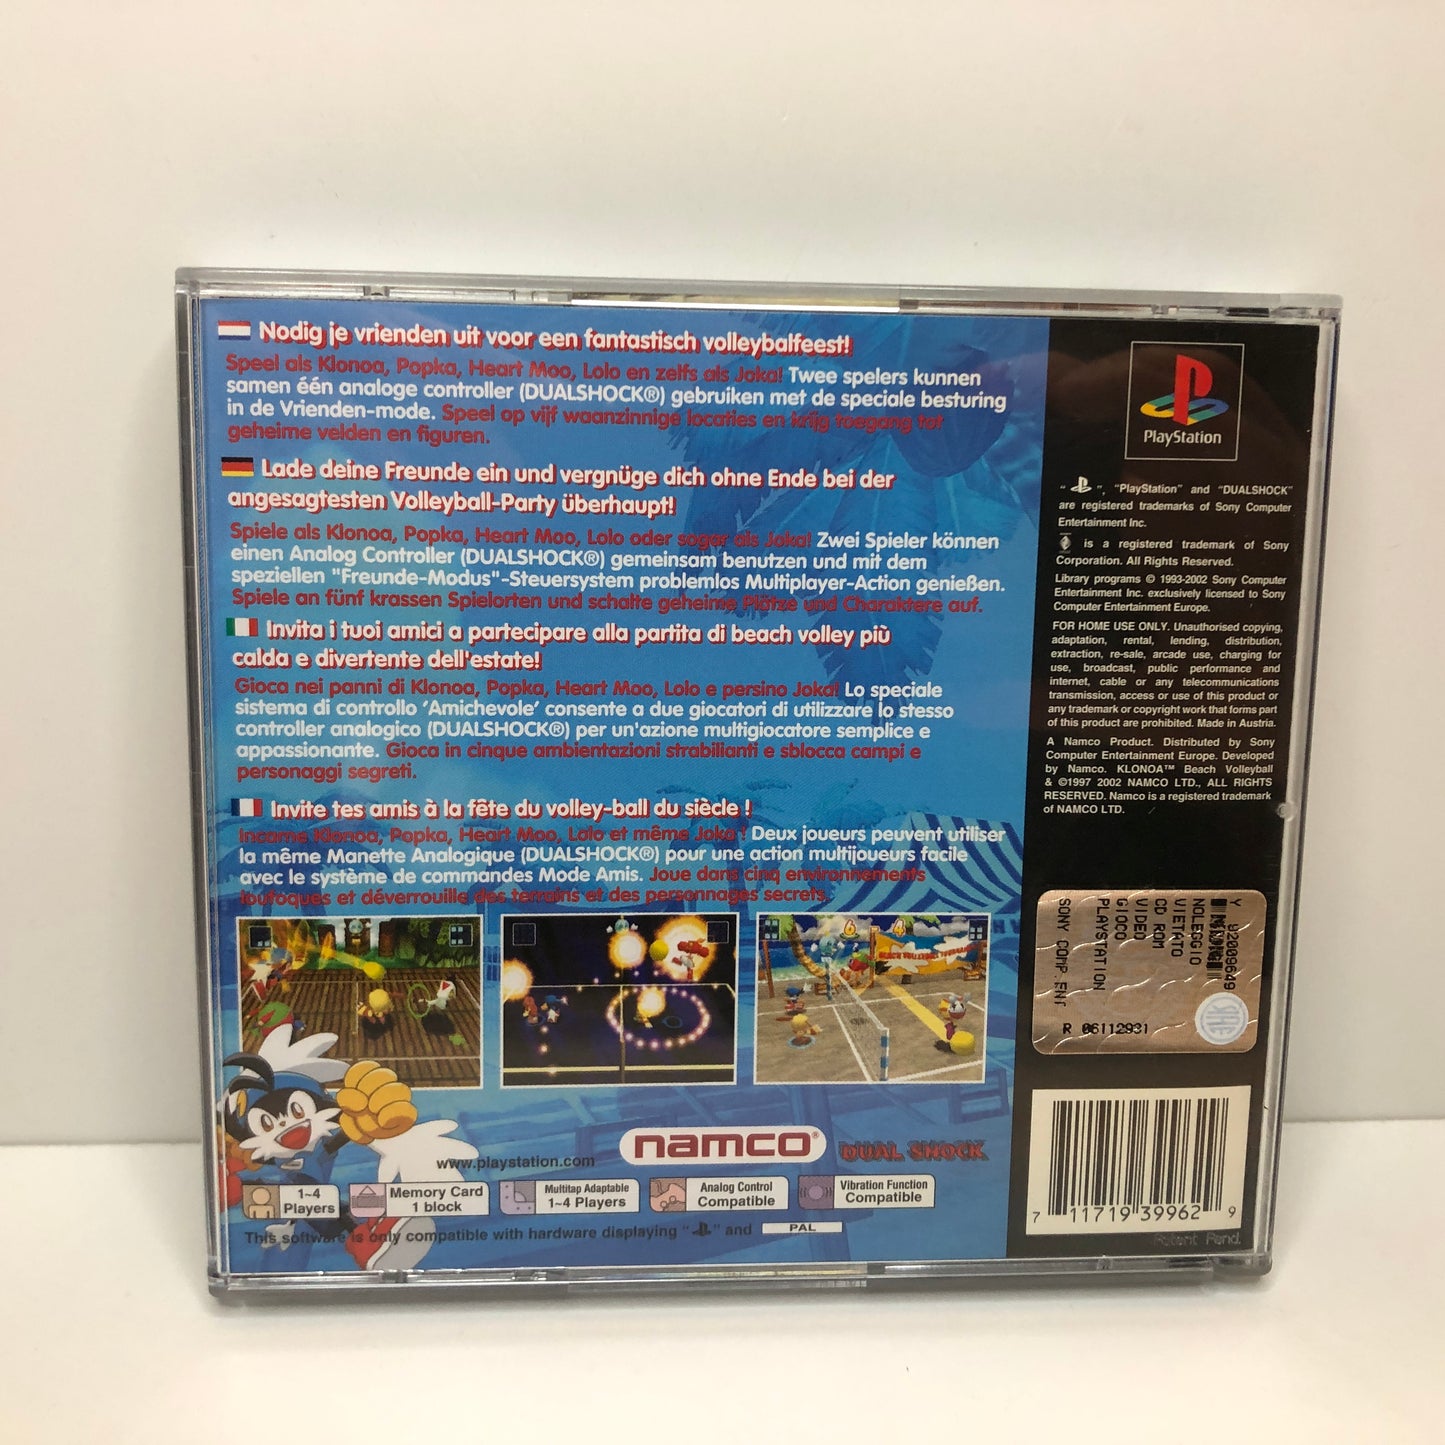 Nodig je vrienden uit voor een fantastisch volleybalfeest!
Speel als Klonoa, Popka, Heart Moo, Lolo en zelfs als Joka! Twee spelers kunnen
samen één analoge controller (DUALSHOCK®) gebruiken met de speciale besturing
in de Vrienden-mode. Speel op vijf waanzinnige locaties en krijg toegang tot
geheime velden en figuren.
Lade deine Freunde ein und vergnüge dich ohne Ende bei der
angesagtesten Volleyball-Party überhaupt!
Spiele als Klonoa, Popka, Heart Moo, Lolo oder sogar als Joka! Zwei Spieler können
einen Analog Controller (DUALSHOCK®) gemeinsam benutzen und mit dem
speziellen "Freunde-Modus"-Steuersystem problemlos Multiplayer-Action genießen.
Spiele an fünf krassen Spielorten und schalte geheime Plätze und Charaktere auf.
Invita i tuoi amici a partecipare alla partita di beach volley più
calda e divertente dell'estate!
Gioca nei panni di Klonoa, Popka, Heart Moo, Lolo e persino Joka! Lo speciale
sistema di controllo 'Amichevole' consente a due giocatori di utilizzare lo stesso
controller analogico (DUALSHOCK®) per un'azione multigiocatore semplice e
appassionante. Gioca in cinque ambientazioni strabilianti e sblocca campi e
personaggi segreti.
Invite tes amis à la fête du volley-ball du siècle !
Incarne Klonoa, Popka, Heart Moo, Lolo et même Joka ! Deux joueurs peuvent utiliser
la même Manette Analogique (DUALSHOCK®) pour une action multijoueurs facile
avec le système de commandes Mode Amis. Joue dans cinq environnements
loufoques et déverrouille des terrains et des personnages secrets.
6 - 4
BEACH VOLLEYBALL
namco®
DUAL SHOCK
www.playstation.com
1~4
Players
Memory Card
1 block
Multitap Adaptable
1~4 Players
Analog Control
Compatible
Vibration Function
Compatible
This software is only compatible with hardware displaying " " and PAL
PlayStation
" ", "PlayStation" and "DUALSHOCK"
are registered trademarks of Sony Computer
Entertainment Inc.
is a registered trademark of Sony
Corporation. All Rights Reserved.
Library programs © 1993-2002 Sony Computer
Entertainment Inc. exclusively licensed to Sony
Computer Entertainment Europe.
FOR HOME USE ONLY. Unauthorised copying,
adaptation, rental, lending, distribution,
extraction, re-sale, arcade use, charging for
use, broadcast, public performance and
internet, cable or any telecommunications
transmission, access or use of this product or
any trademark or copyright work that forms part
of this product are prohibited. Made in Austria.
A Namco Product. Distributed by Sony
Computer Entertainment Europe. Developed
by Namco. KLONOA™ Beach Volleyball
& ©1997 2002 NAMCO LTD., ALL RIGHTS
RESERVED. Namco is a registered trademark
of NAMCO LTD.
NOLEGGIO
VIETATO
CD ROM
VIDEO
GIOCO
PLAYSTATION
SONY COMP.ENT
SIAE
R 06112931
7 11719 39962 9
Patent Pend.